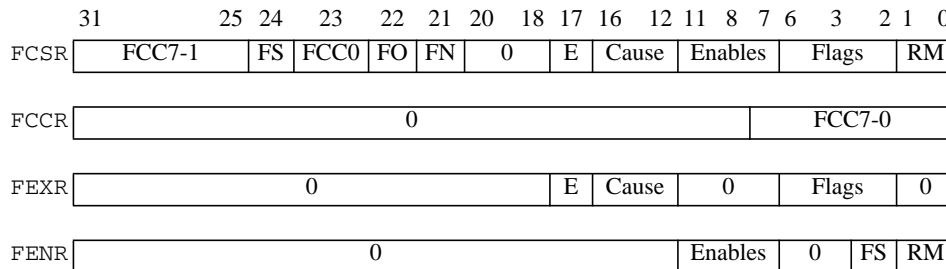 31 25 24 23 22 21 20 18 17 16 12 11 8 7 6 3 2 1 0
FCSR FCC7-1 FS FCC0 FO FN 0 E Cause Enables Flags RM
FCCR 0 FCC7-0
FEXR 0 E Cause 0 Flags 0
FENR 0 Enables 0 FS RM